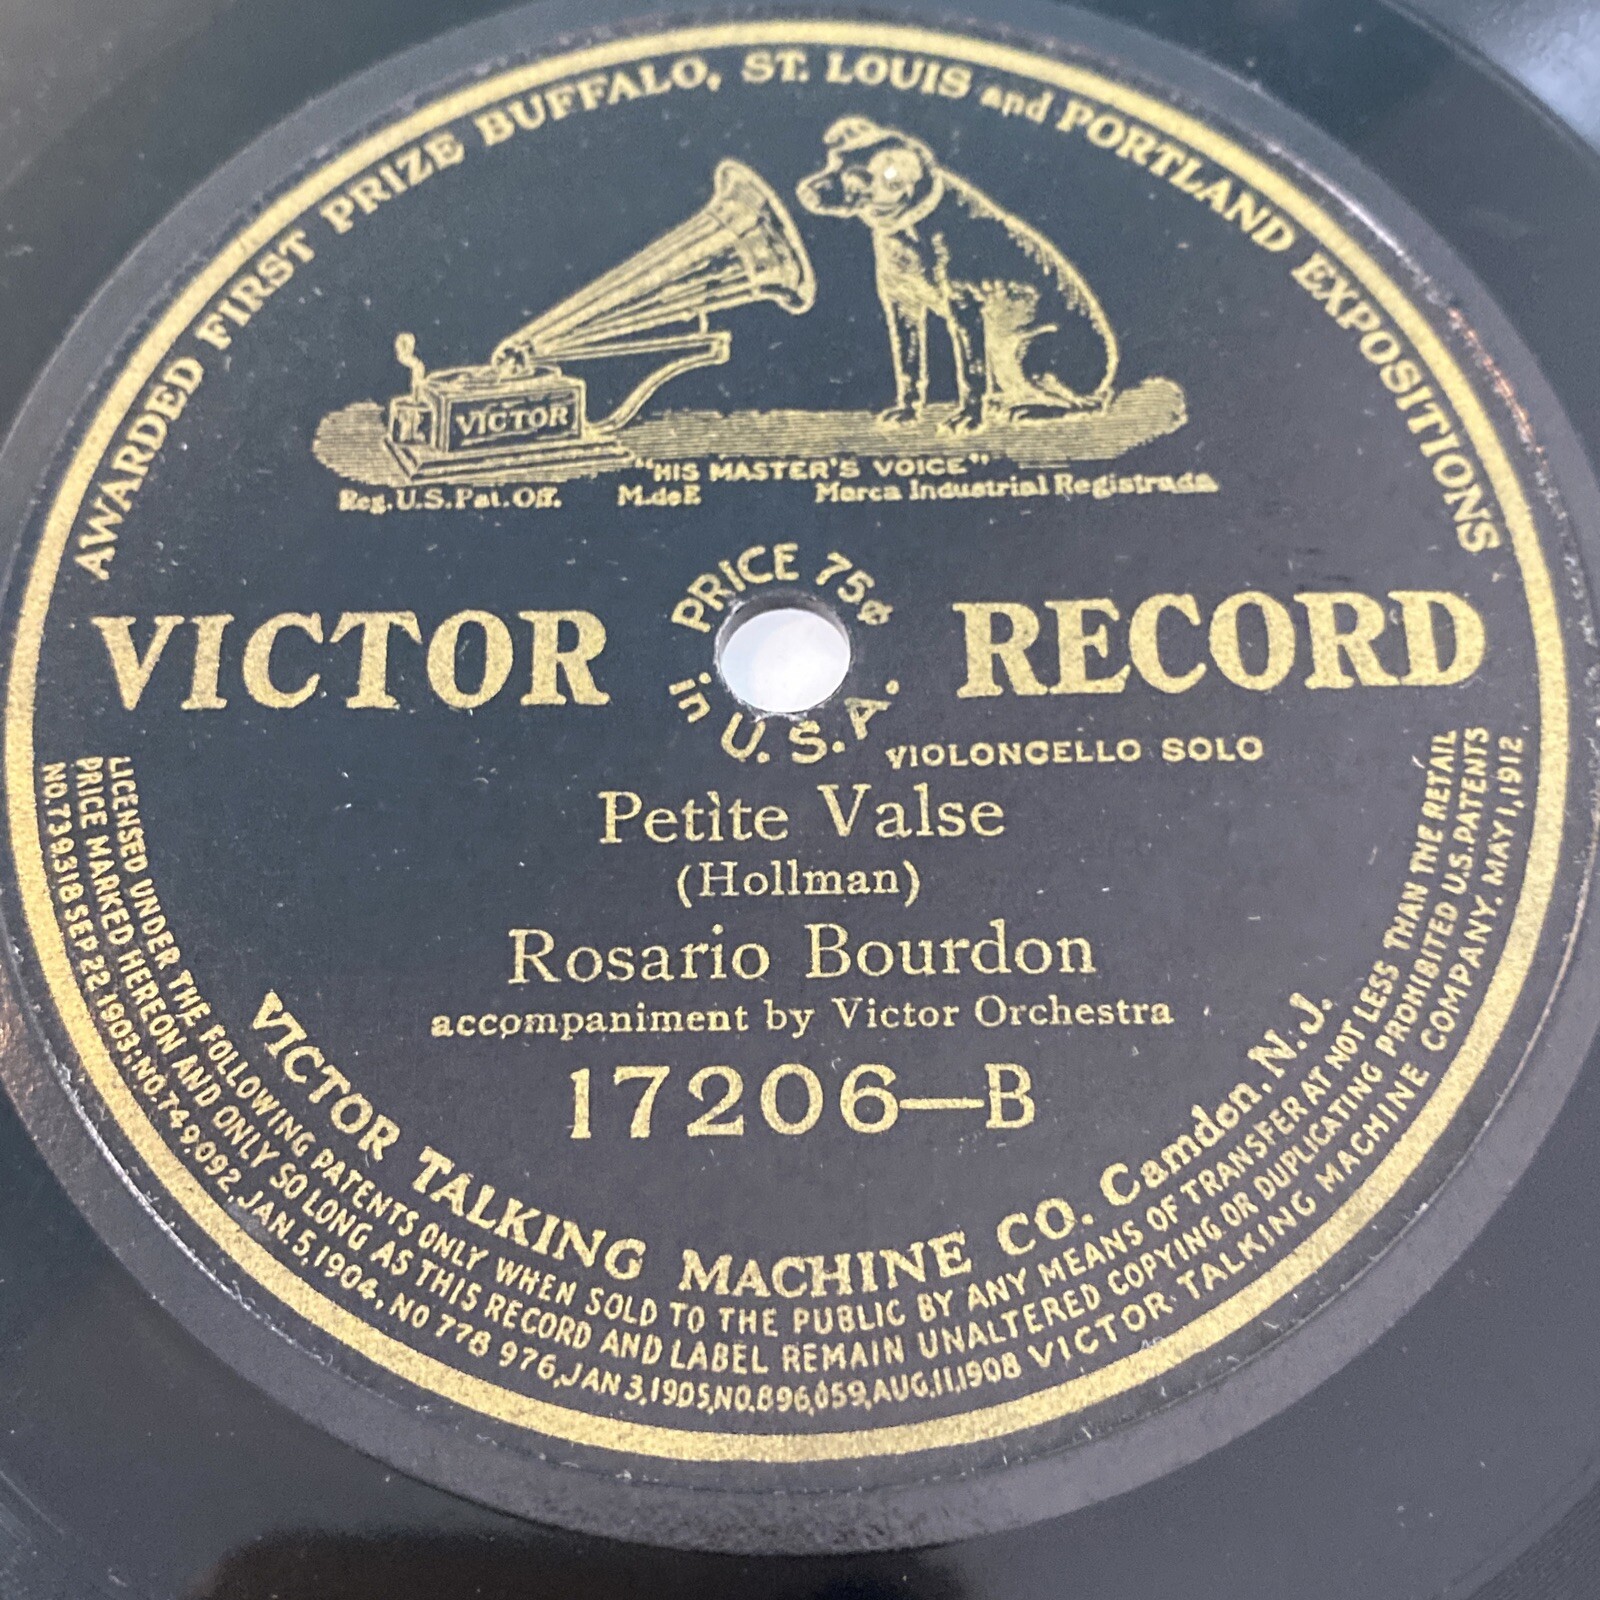 AWARDED FIRST PRIZE BUFFALO, ST. LOUIS and PORTLAND EXPOSITIONS
VICTOR
"HIS MASTER'S VOICE"
Reg. U.S. Pat. Off. M. de F. Marca Industrial Registrada
PRICE 75¢
VICTOR RECORD
in U.S.A.
VIOLONCELLO SOLO
Petite Valse
(Hollman)
Rosario Bourdon
accompaniment by Victor Orchestra
17206—B
VICTOR TALKING MACHINE CO. Camden, N.J.
LICENSED UNDER THE FOLLOWING PATENTS ONLY WHEN SOLD TO THE PUBLIC BY ANY MEANS OF TRANSFER AT NOT LESS THAN THE RETAIL
PRICE MARKED HEREON AND ONLY SO LONG AS THIS RECORD AND LABEL REMAIN UNALTERED COPYING OR DUPLICATING PROHIBITED U.S. PATENTS
NO. 739.318 SEP. 22.1903; NO. 749.092, JAN. 5, 1904, NO 778 976, JAN 3, 1905, NO. 896,059, AUG. 11, 1908 VICTOR TALKING MACHINE COMPANY. MAY 1, 1912